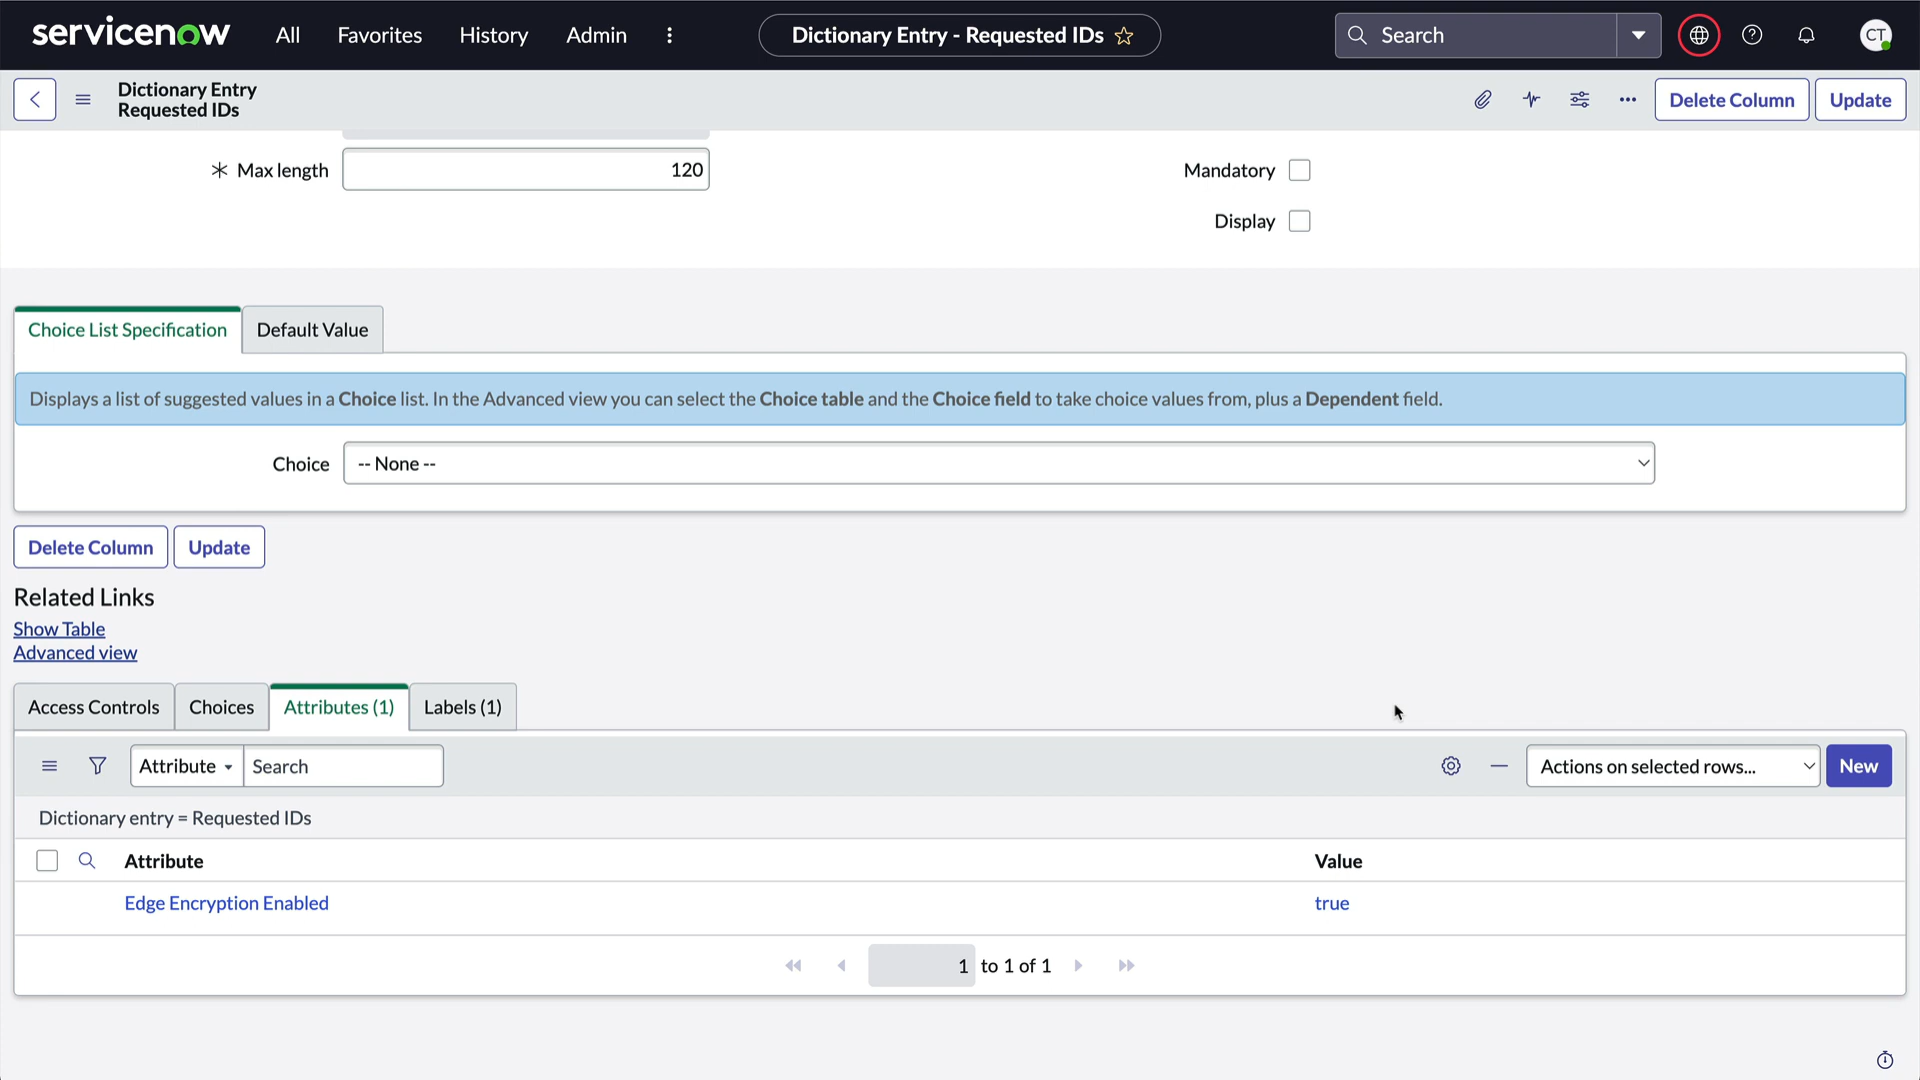 servicenow All Favorites History Admin Dictionary Entry - Requested IDs Search CT
Dictionary Entry
Requested IDs
Delete Column Update
Max length 120 Mandatory
Display
Choice List Specification Default Value
Displays a list of suggested values in a Choice list. In the Advanced view you can select the Choice table and the Choice field to take choice values from, plus a Dependent field.
Choice -- None --
Delete Column Update
Related Links
Show Table
Advanced view
Access Controls Choices Attributes (1) Labels (1)
Attribute Search Actions on selected rows... New
Dictionary entry = Requested IDs
Attribute Value
Edge Encryption Enabled true
1 to 1 of 1